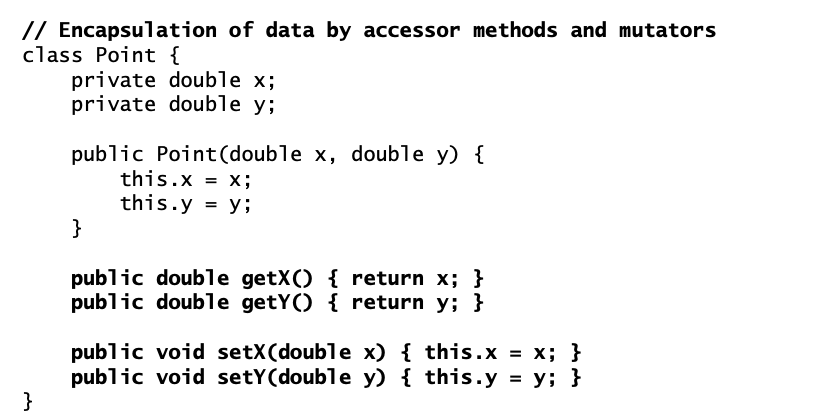 // Encapsulation of data by accessor methods and mutators
class Point {
    private double x;
    private double y;

    public Point(double x, double y) {
        this.x = x;
        this.y = y;
    }

    public double getX() { return x; }
    public double getY() { return y; }

    public void setX(double x) { this.x = x; }
    public void setY(double y) { this.y = y; }
}